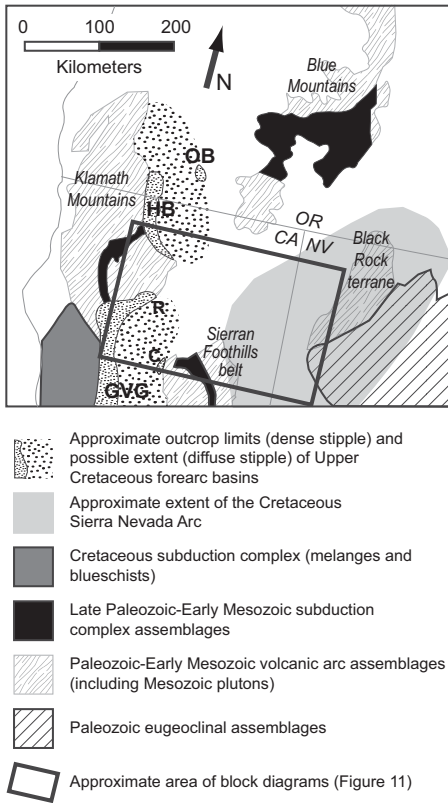 0 100 200
Kilometers
N
Blue
Mountains
OB
Klamath
Mountains
HB
OR
CA NV
Black
Rock
terrane
R
Sierran
Foothills
belt
C
GVG
Approximate outcrop limits (dense stipple) and
possible extent (diffuse stipple) of Upper
Cretaceous forearc basins
Approximate extent of the Cretaceous
Sierra Nevada Arc
Cretaceous subduction complex (melanges and
blueschists)
Late Paleozoic-Early Mesozoic subduction
complex assemblages
Paleozoic-Early Mesozoic volcanic arc assemblages
(including Mesozoic plutons)
Paleozoic eugeoclinal assemblages
Approximate area of block diagrams (Figure 11)